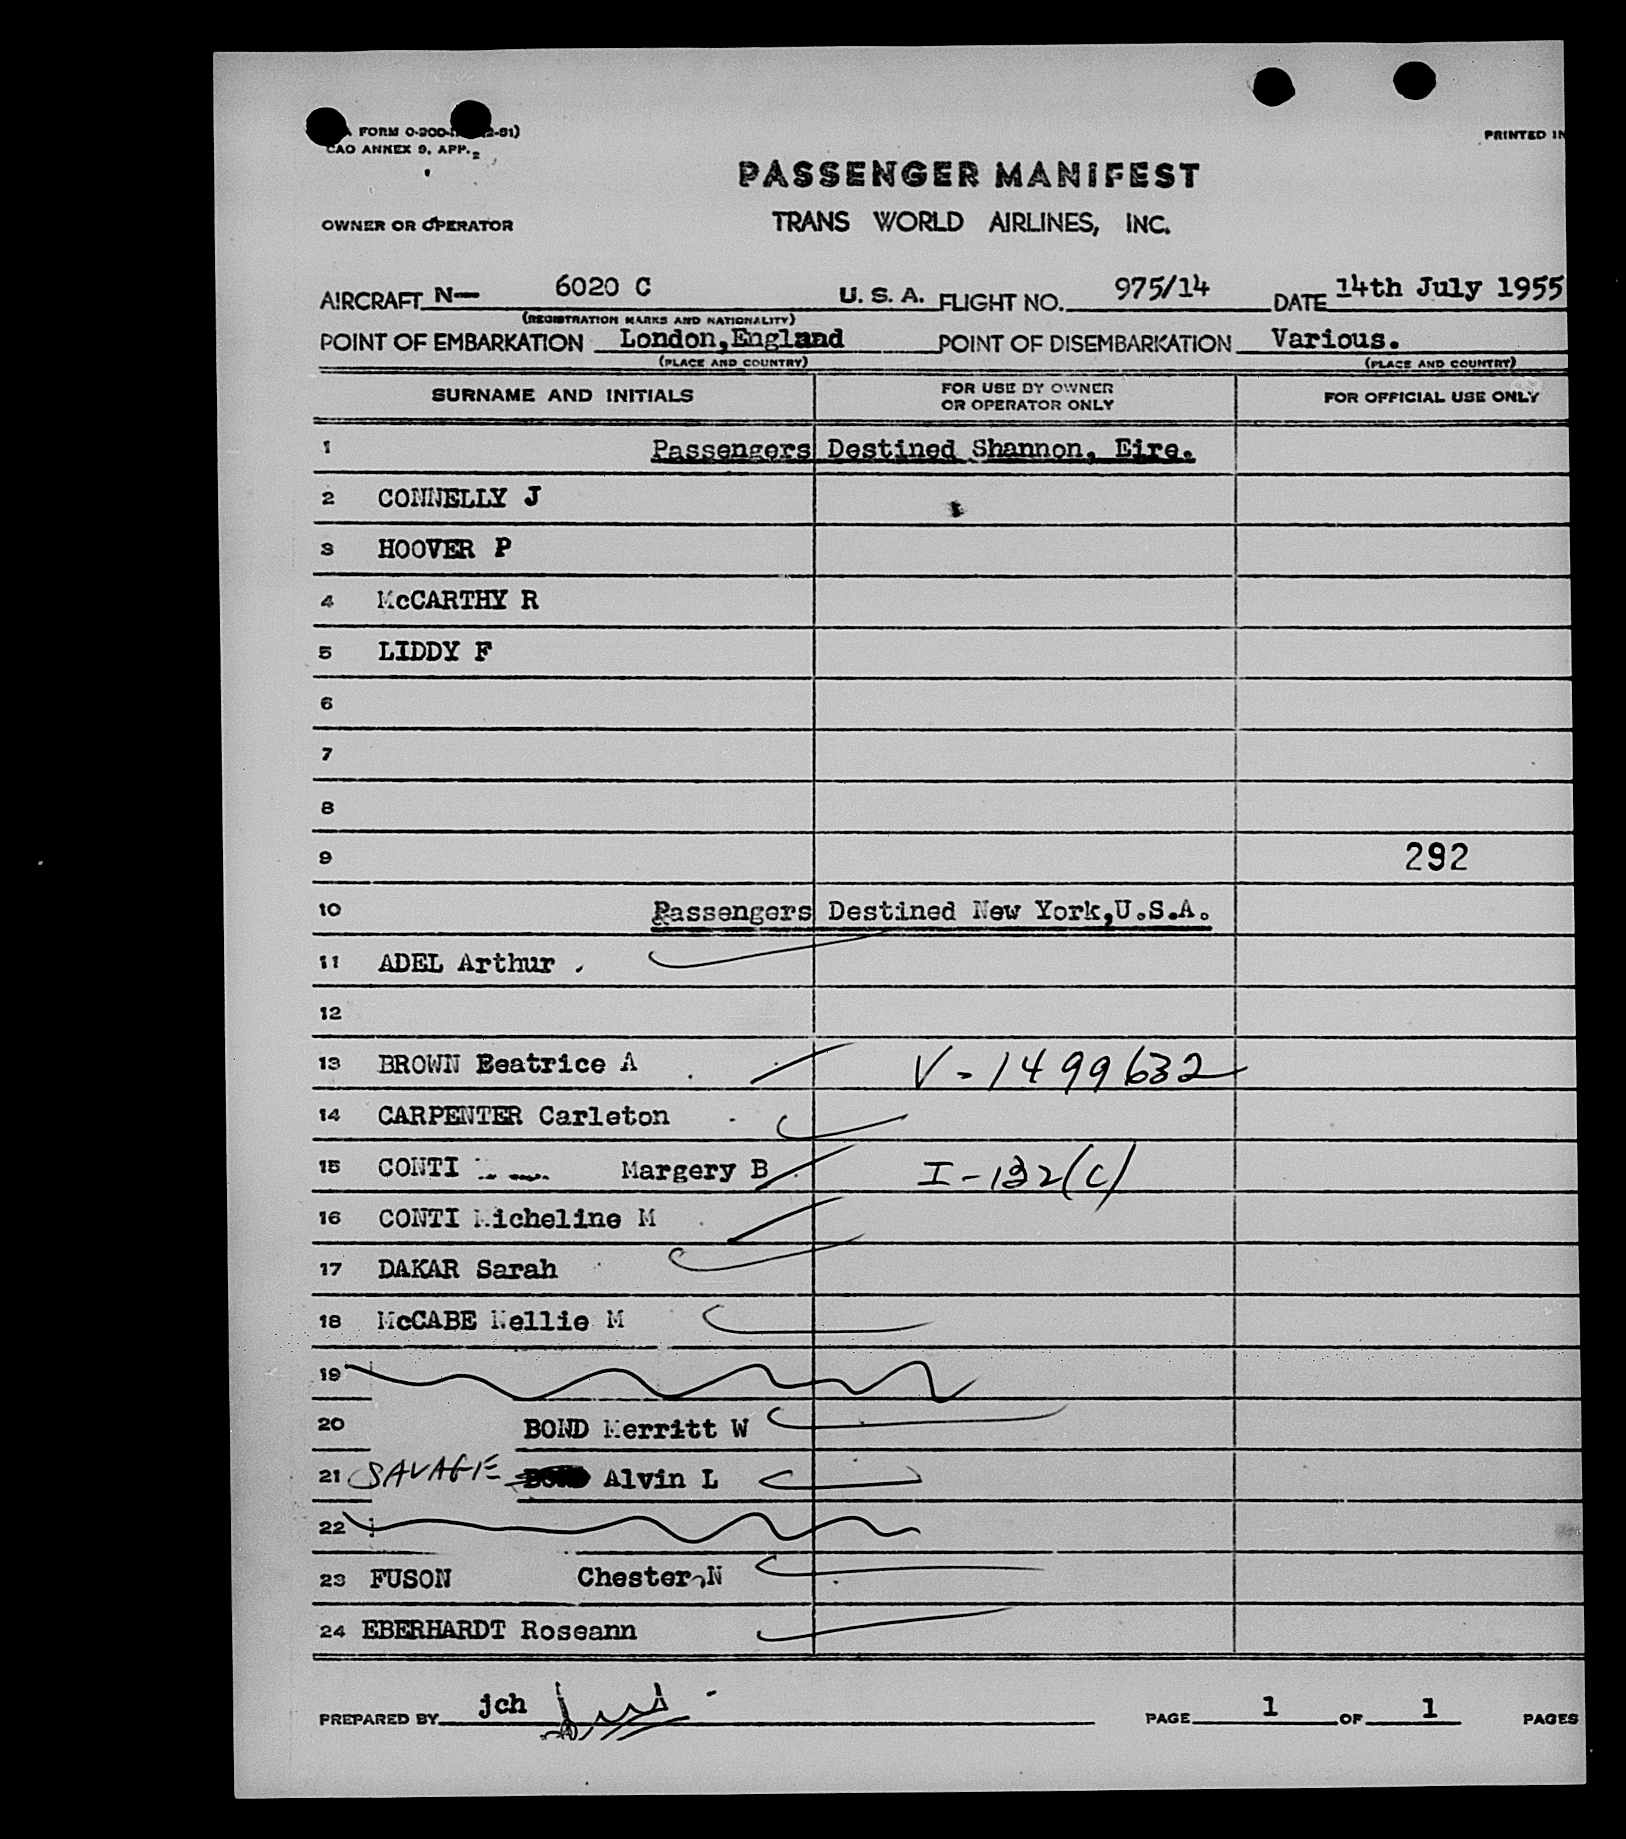 FORM O-300-
CAO ANNEX 9, APP. 2
PRINTED IN
PASSENGER MANIFEST
OWNER OR OPERATOR
TRANS WORLD AIRLINES, INC.
AIRCRAFT N— 6020 C U. S. A. FLIGHT NO. 975/14 DATE 14th July 1955
(REGISTRATION MARKS AND NATIONALITY)
POINT OF EMBARKATION London,England POINT OF DISEMBARKATION Various.
(PLACE AND COUNTRY) (PLACE AND COUNTRY)
SURNAME AND INITIALS FOR USE BY OWNER OR OPERATOR ONLY FOR OFFICIAL USE ONLY
1 Passengers Destined Shannon, Eire.
2 CONNELLY J
3 HOOVER P
4 McCARTHY R
5 LIDDY F
6
7
8
9 292
10 Passengers Destined New York,U.S.A.
11 ADEL Arthur
12
13 BROWN Beatrice A V-1499632
14 CARPENTER Carleton
15 CONTI Margery B I-132(c)
16 CONTI Micheline M
17 DAKAR Sarah
18 McCABE Nellie M
19
20 BOND Merritt W
21 SAVAGE Alvin L
22
23 FUSON Chester N
24 EBERHARDT Roseann
PREPARED BY jch PAGE 1 OF 1 PAGES